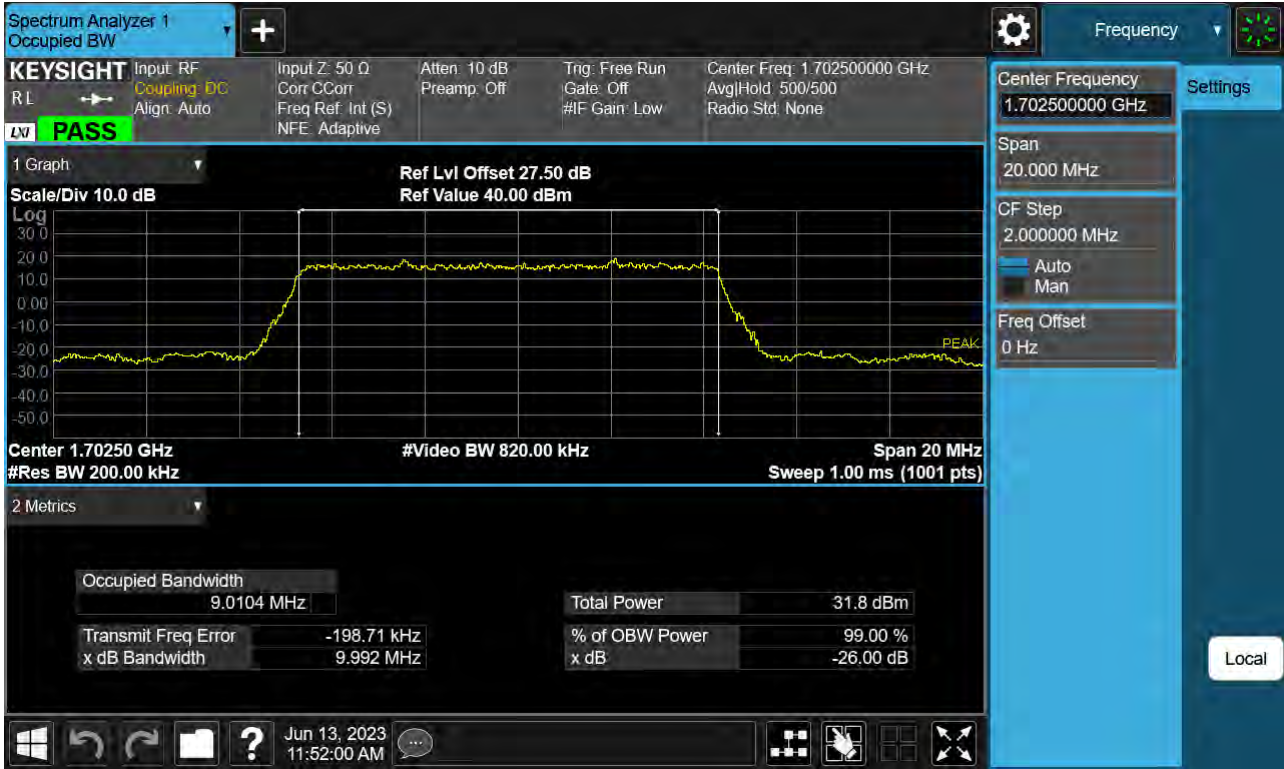 Spectrum Analyzer 1
Occupied BW
+
Frequency
KEYSIGHT
R L
LXI
PASS
Input: RF
Coupling: DC
Align: Auto
Input Z: 50 Ω
Corr CCorr
Freq Ref: Int (S)
NFE: Adaptive
Atten: 10 dB
Preamp: Off
Trig: Free Run
Gate: Off
#IF Gain: Low
Center Freq: 1.702500000 GHz
Avg|Hold: 500/500
Radio Std: None
Center Frequency
1.702500000 GHz
Settings
Span
20.000 MHz
CF Step
2.000000 MHz
Auto
Man
Freq Offset
0 Hz
1 Graph
Ref Lvl Offset 27.50 dB
Scale/Div 10.0 dB
Ref Value 40.00 dBm
Log
30.0
20.0
10.0
0.00
-10.0
-20.0
-30.0
-40.0
-50.0
PEAK
Center 1.70250 GHz
#Video BW 820.00 kHz
Span 20 MHz
#Res BW 200.00 kHz
Sweep 1.00 ms (1001 pts)
2 Metrics
Occupied Bandwidth
9.0104 MHz
Total Power 31.8 dBm
Transmit Freq Error -198.71 kHz
% of OBW Power 99.00 %
x dB Bandwidth 9.992 MHz
x dB -26.00 dB
Local
?
Jun 13, 2023
11:52:00 AM